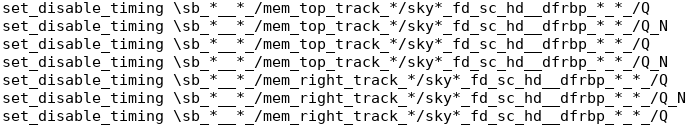 set_disable_timing \sb_*__*_/mem_top_track_*/sky*_fd_sc_hd__dfrbp_*_*_/Q
set_disable_timing \sb_*__*_/mem_top_track_*/sky*_fd_sc_hd__dfrbp_*_*_/Q_N
set_disable_timing \sb_*__*_/mem_top_track_*/sky*_fd_sc_hd__dfrbp_*_*_/Q
set_disable_timing \sb_*__*_/mem_top_track_*/sky*_fd_sc_hd__dfrbp_*_*_/Q_N
set_disable_timing \sb_*__*_/mem_right_track_*/sky*_fd_sc_hd__dfrbp_*_*_/Q
set_disable_timing \sb_*__*_/mem_right_track_*/sky*_fd_sc_hd__dfrbp_*_*_/Q_N
set_disable_timing \sb_*__*_/mem_right_track_*/sky*_fd_sc_hd__dfrbp_*_*_/Q